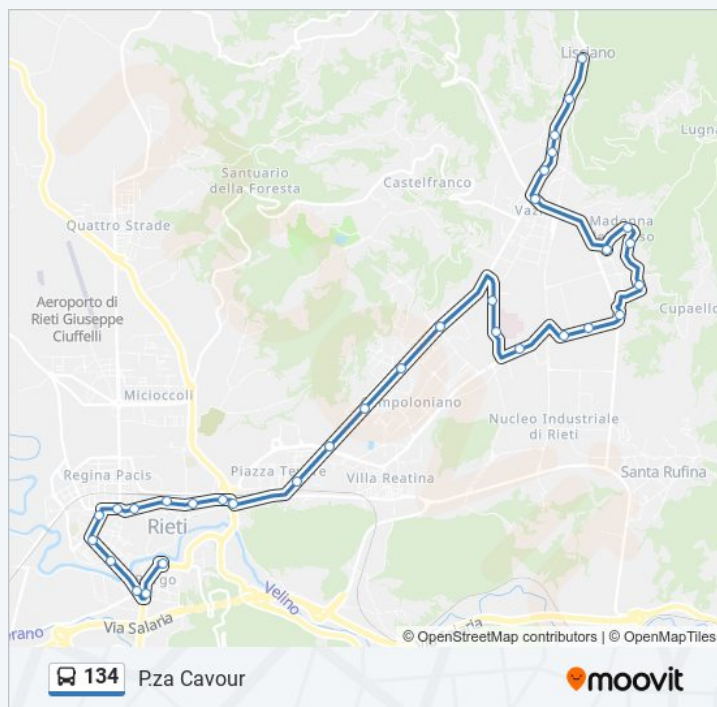 Lisciano
Lugna
Santuario
della Foresta
Castelfranco
Quattro Strade
Madonna
Aeroporto di
Rieti Giuseppe
Ciuffelli
Cupaello
Micioccoli
Nucleo Industriale
di Rieti
Regina Pacis
Piazza Tevere
Villa Reatina
Santa Rufina
Rieti
Velino
Via Salaria
© OpenStreetMap contributors | © OpenMapTiles
134 P.za Cavour
moovit